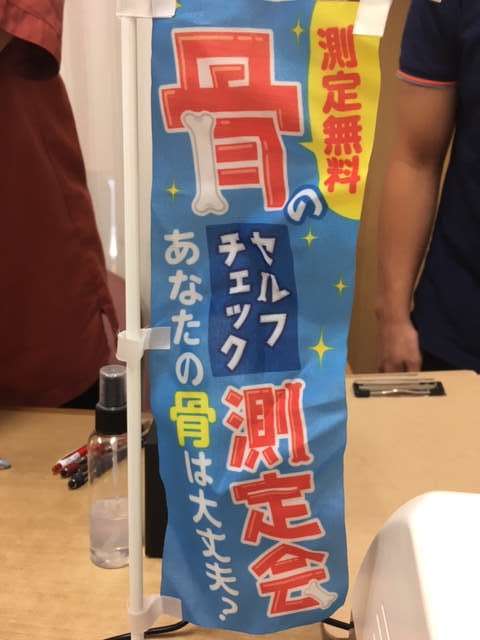 測定無料
骨の
セルフ
チェック
測定会
あなたの骨は大丈夫?